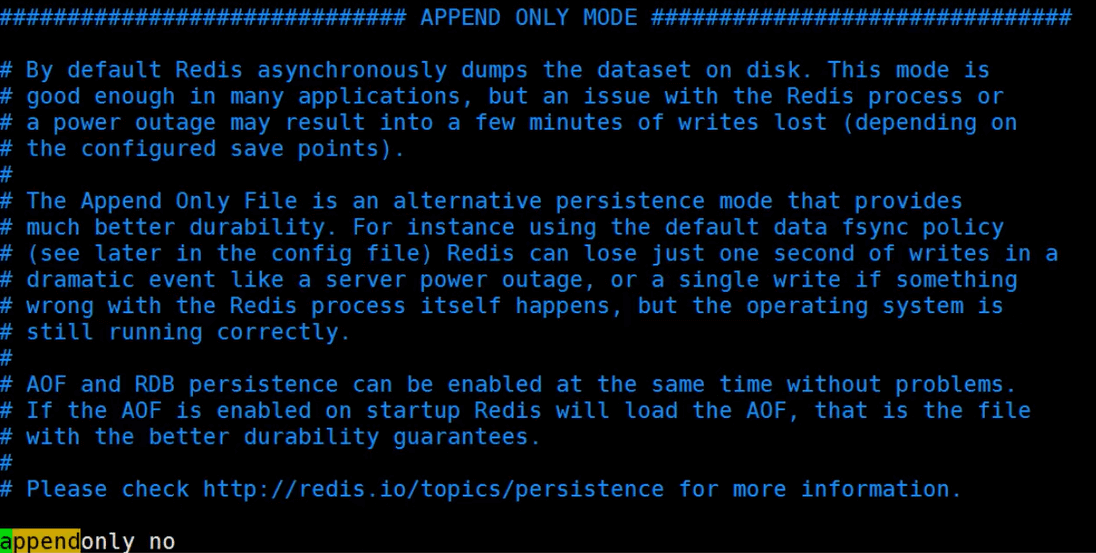 ############################## APPEND ONLY MODE ###############################
# By default Redis asynchronously dumps the dataset on disk. This mode is
# good enough in many applications, but an issue with the Redis process or
# a power outage may result into a few minutes of writes lost (depending on
# the configured save points).
#
# The Append Only File is an alternative persistence mode that provides
# much better durability. For instance using the default data fsync policy
# (see later in the config file) Redis can lose just one second of writes in a
# dramatic event like a server power outage, or a single write if something
# wrong with the Redis process itself happens, but the operating system is
# still running correctly.
#
# AOF and RDB persistence can be enabled at the same time without problems.
# If the AOF is enabled on startup Redis will load the AOF, that is the file
# with the better durability guarantees.
#
# Please check http://redis.io/topics/persistence for more information.
appendonly no